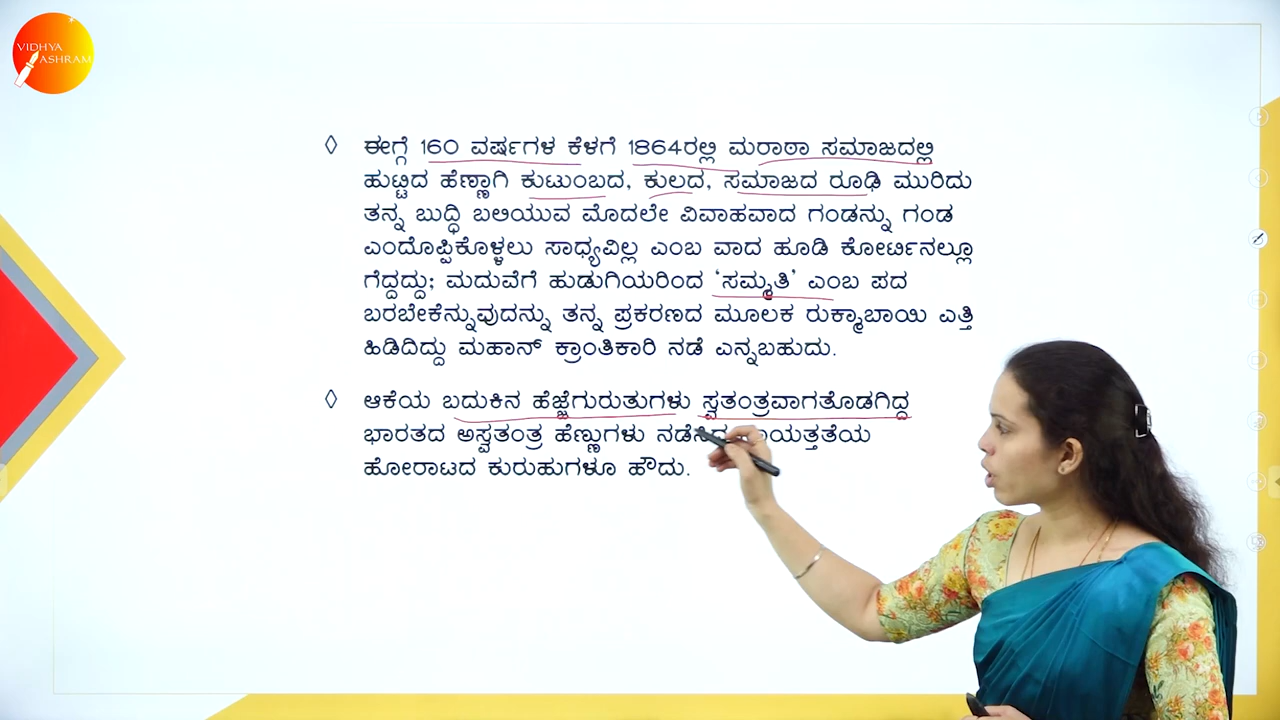 VIDHYA
ASHRAM
◊ ಈಗ್ಗೆ 160 ವರ್ಷಗಳ ಕೆಳಗೆ 1864ರಲ್ಲಿ ಮರಾಠಾ ಸಮಾಜದಲ್ಲಿ
ಹುಟ್ಟಿದ ಹೆಣ್ಣಾಗಿ ಕುಟುಂಬದ, ಕುಲದ, ಸಮಾಜದ ರೂಢಿ ಮುರಿದು
ತನ್ನ ಬುದ್ಧಿ ಬಲಿಯುವ ಮೊದಲೇ ವಿವಾಹವಾದ ಗಂಡನ್ನು ಗಂಡ
ಎಂದೊಪ್ಪಿಕೊಳ್ಳಲು ಸಾಧ್ಯವಿಲ್ಲ ಎಂಬ ವಾದ ಹೂಡಿ ಕೋರ್ಟಿನಲ್ಲೂ
ಗೆದ್ದದ್ದು; ಮದುವೆಗೆ ಹುಡುಗಿಯರಿಂದ ‘ಸಮ್ಮತಿ’ ಎಂಬ ಪದ
ಬರಬೇಕೆನ್ನುವುದನ್ನು ತನ್ನ ಪ್ರಕರಣದ ಮೂಲಕ ರುಕ್ಮಾಬಾಯಿ ಎತ್ತಿ
ಹಿಡಿದಿದ್ದು ಮಹಾನ್ ಕ್ರಾಂತಿಕಾರಿ ನಡೆ ಎನ್ನಬಹುದು.
◊ ಆಕೆಯ ಬದುಕಿನ ಹೆಜ್ಜೆಗುರುತುಗಳು ಸ್ವತಂತ್ರವಾಗತೊಡಗಿದ್ದ
ಭಾರತದ ಅಸ್ವತಂತ್ರ ಹೆಣ್ಣುಗಳು
ಹೋರಾಟದ ಕುರುಹುಗಳೂ ಹೌದು.